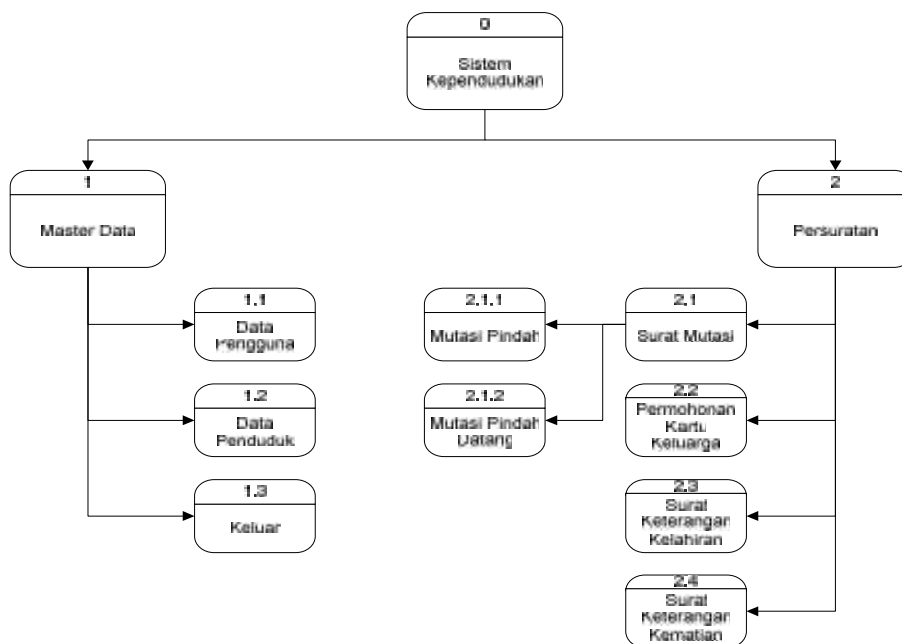 0
Sistem
Kependudukan
1
Master Data
2
Persuratan
1.1
Data
Pengguna
1.2
Data
Penduduk
1.3
Keluar
2.1.1
Mutasi Pindah
2.1.2
Mutasi Pindah
Datang
2.1
Surat Mutasi
2.2
Permohonan
Kartu
Keluarga
2.3
Surat
Keterangan
Kelahiran
2.4
Surat
Keterangan
Kematian